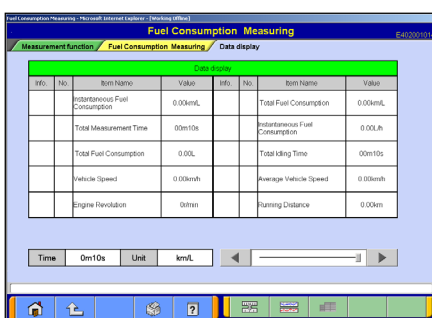 Fuel Consumption Measuring - Microsoft Internet Explorer - [Working Offline]
Fuel Consumption Measuring
E40200101
Measurement function Fuel Consumption Measuring Data display
Data display
Info. No. Item Name Value Info. No. Item Name Value
Instantaneous Fuel Consumption 0.00km/L Total Fuel Consumption 0.00km/L
Total Measurement Time 00m10s Instantaneous Fuel Consumption 0.00L/h
Total Fuel Consumption 0.00L Total Idling Time 00m10s
Vehicle Speed 0.00km/h Average Vehicle Speed 0.00km/h
Engine Revolution 0r/min Running Distance 0.00km
Time 0m10s Unit km/L